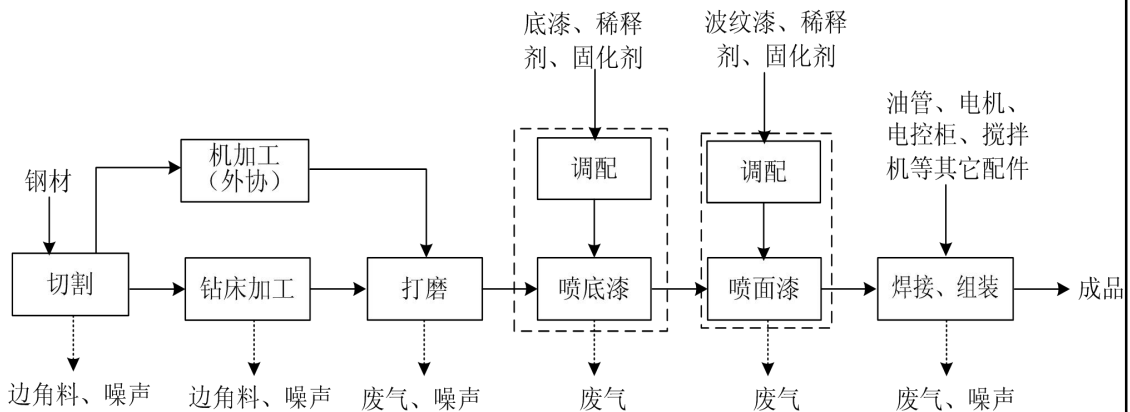 底漆、稀释
剂、固化剂
波纹漆、稀释
剂、固化剂
油管、电机、
电控柜、搅拌
机等其它配件
钢材
机加工
（外协）
调配
调配
切割
钻床加工
打磨
喷底漆
喷面漆
焊接、组装
成品
边角料、噪声
边角料、噪声
废气、噪声
废气
废气
废气、噪声